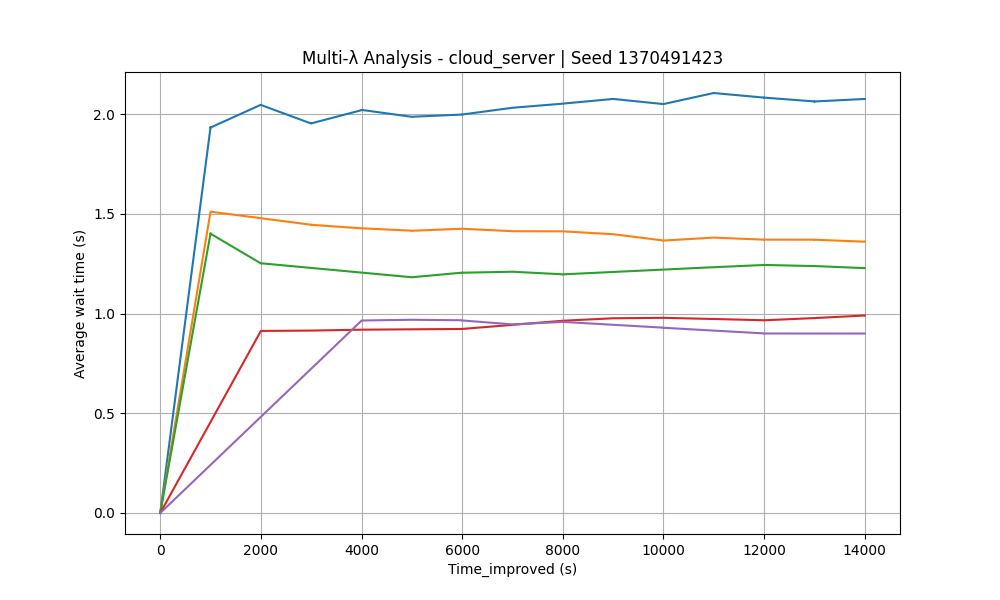 Multi-λ Analysis - cloud_server | Seed 1370491423
Average wait time (s)
2.0
1.5
1.0
0.5
0.0
0 2000 4000 6000 8000 10000 12000 14000
Time_improved (s)